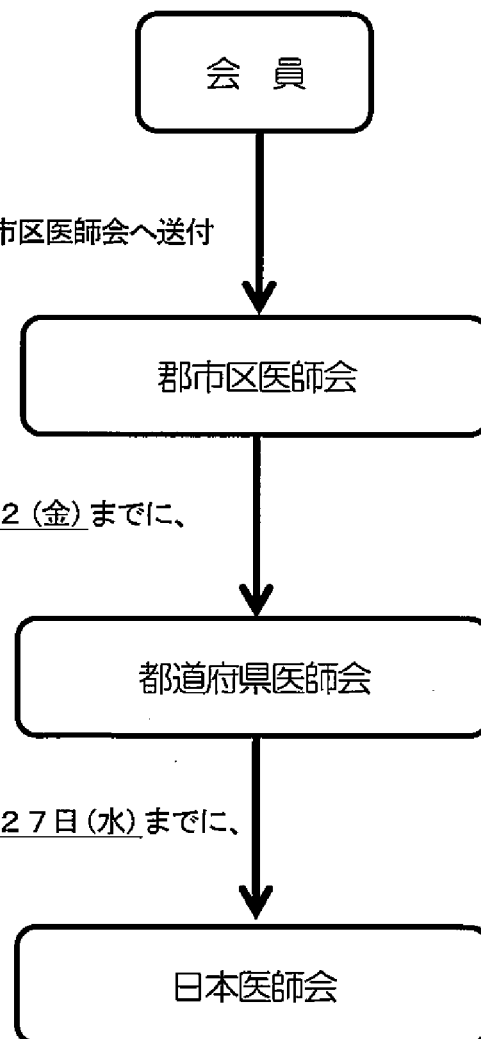 会 員
市区医師会へ送付
郡市区医師会
2 (金) までに、
都道府県医師会
27日(水)までに、
日本医師会